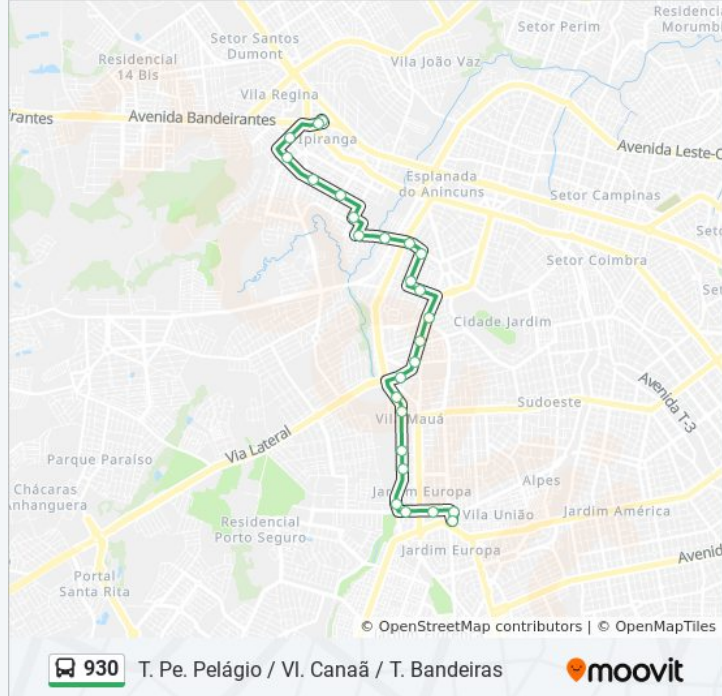 Residencia
Morumbi
Setor Perim
Setor Santos
Dumont
Residencial
14 Bis
Vila João Vaz
Vila Regina
irantes
Avenida Bandeirantes
Ipiranga
Avenida Leste-O
Esplanada
do Anincuns
Setor Campinas
Seto
Setor Coimbra
Set
Cidade Jardim
Avenida T-3
Sudoeste
Vila Mauá
Via Lateral
Parque Paraíso
Alpes
Chácaras
Anhanguera
Jardim Europa
Vila União
Jardim América
Residencial
Porto Seguro
Jardim Europa
Avenid
Portal
Santa Rita
© OpenStreetMap contributors | © OpenMapTiles
930 T. Pe. Pelágio / Vl. Canaã / T. Bandeiras
moovit